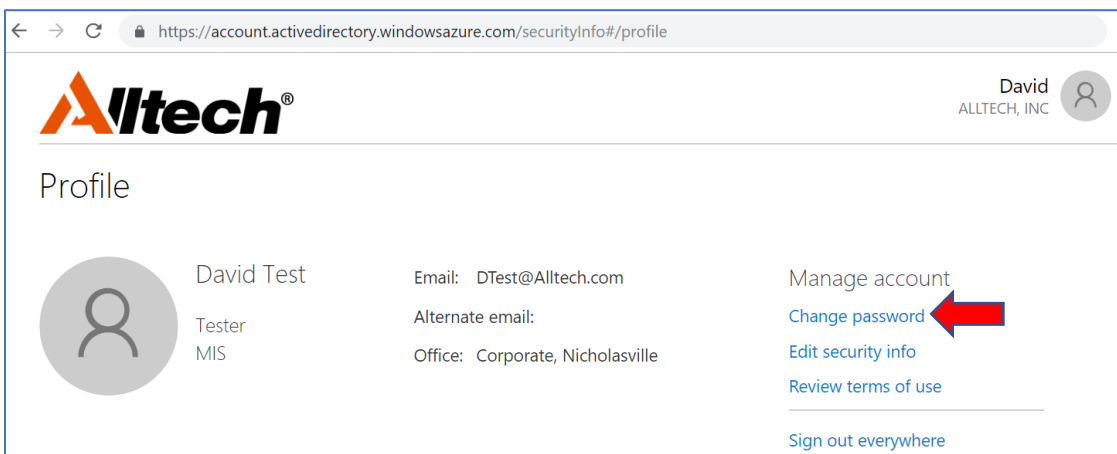 https://account.activedirectory.windowsazure.com/securityInfo#/profile
Alltech®
David
ALLTECH, INC
Profile
David Test
Tester
MIS
Email: DTest@Alltech.com
Alternate email:
Office: Corporate, Nicholasville
Manage account
Change password
Edit security info
Review terms of use
Sign out everywhere